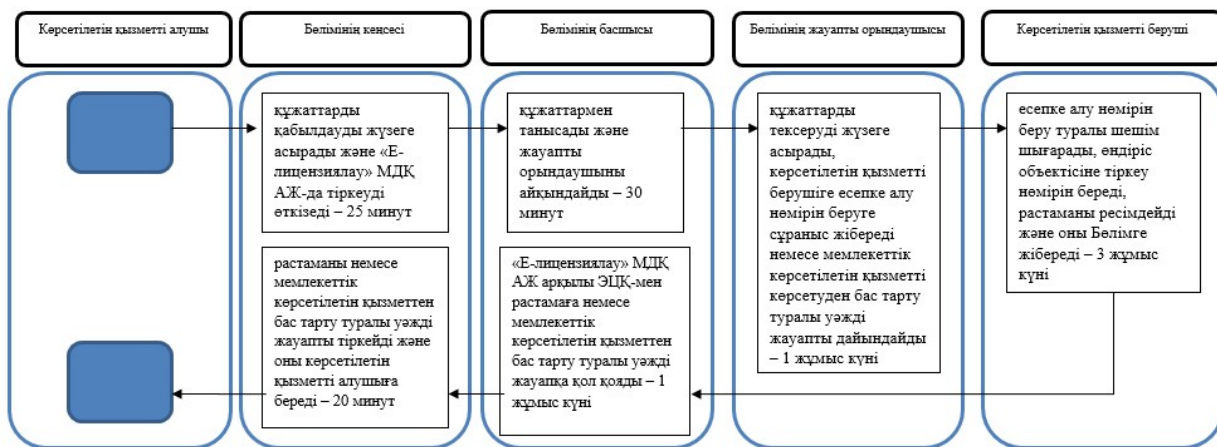 Көрсетілетін қызметті алушы
Бөлімінің кеңсесі
Бөлімінің басшысы
Бөлімінің жауапты орындаушысы
Көрсетілетін қызметті беруші
құжаттарды
қабылдауды жүзеге
асырады және «Е-
лицензиялау» МДҚ
АЖ-да тіркеуді
өткізеді – 25 минут
құжаттармен
танысады және
жауапты
орындаушыны
айқындайды – 30
минут
құжаттарды
тексеруді жүзеге
асырады,
көрсетілетін қызметті
берушіге есепке алу
нөмірін беруге
сұраныс жібереді
немесе мемлекеттік
көрсетілетін қызметті
көрсетуден бас тарту
туралы уәжді
жауапты дайындайды
– 1 жұмыс күні
есепке алу нөмірін
беру туралы шешім
шығарады, өндіріс
объектісіне тіркеу
нөмірін береді,
растаманы ресімдейді
және оны Бөлімге
жібереді – 3 жұмыс
күні
«Е-лицензиялау» МДҚ
АЖ арқылы ЭЦҚ-мен
растамаға немесе
мемлекеттік
көрсетілетін қызметтен
бас тарту туралы уәжді
жауапқа қол қояды – 1
жұмыс күні
растаманы немесе
мемлекеттік
көрсетілетін қызметтен
бас тарту туралы уәжді
жауапты тіркейді және
оны көрсетілетін
қызметті алушыға
береді – 20 минут